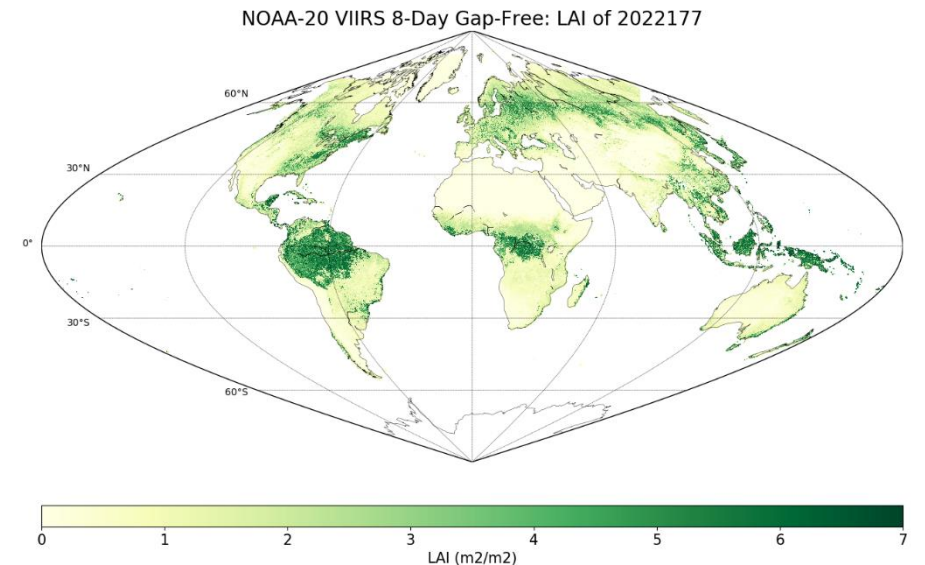 NOAA-20 VIIRS 8-Day Gap-Free: LAI of 2022177
60°N
30°N
0°
30°S
60°S
0 1 2 3 4 5 6 7
LAI (m2/m2)